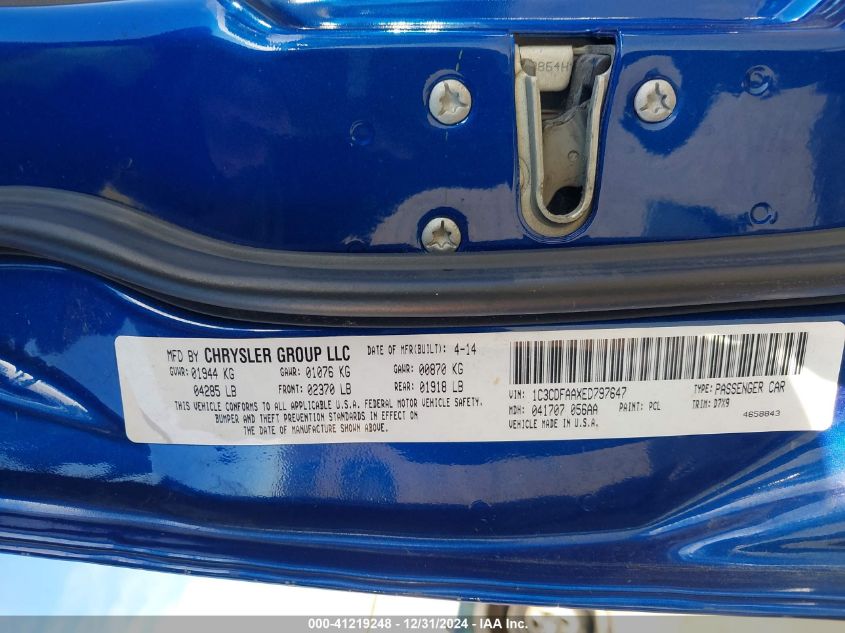 864H
MFD BY CHRYSLER GROUP LLC DATE OF MFR(BUILT): 4-14
GVWR: 01944 KG GAWR: 01076 KG GAWR: 00870 KG
04285 LB FRONT: 02370 LB REAR: 01918 LB
THIS VEHICLE CONFORMS TO ALL APPLICABLE U.S.A. FEDERAL MOTOR VEHICLE SAFETY,
BUMPER AND THEFT PREVENTION STANDARDS IN EFFECT ON
THE DATE OF MANUFACTURE SHOWN ABOVE.
VIN: 1C3CDFAAXED797647 TYPE: PASSENGER CAR
MDH: 041707 056AA PAINT: PCL TRIM: D7X9
VEHICLE MADE IN U.S.A. 4658843
000-41219248 - 12/31/2024 - IAA Inc.